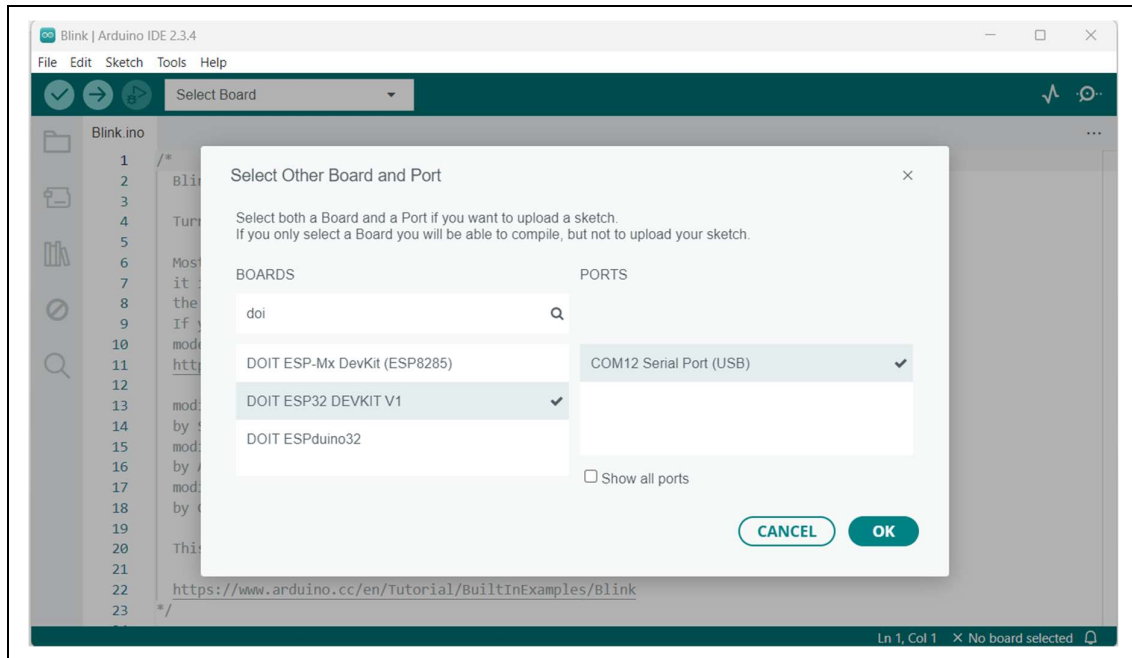 Blink | Arduino IDE 2.3.4
File Edit Sketch Tools Help
Select Board
Blink.ino
1 /*
2 Bli
3
4 Tur
5
6 Most
7 it
8 the
9 If y
10 mode
11 http
12
13 modi
14 by S
15 modi
16 by A
17 modi
18 by
19
20 This
21
22 https://www.arduino.cc/en/Tutorial/BuiltInExamples/Blink
23 */
Select Other Board and Port
Select both a Board and a Port if you want to upload a sketch.
If you only select a Board you will be able to compile, but not to upload your sketch.
BOARDS
doi
DOIT ESP-Mx DevKit (ESP8285)
DOIT ESP32 DEVKIT V1
DOIT ESPduino32
PORTS
COM12 Serial Port (USB)
Show all ports
CANCEL OK
Ln 1, Col 1 × No board selected